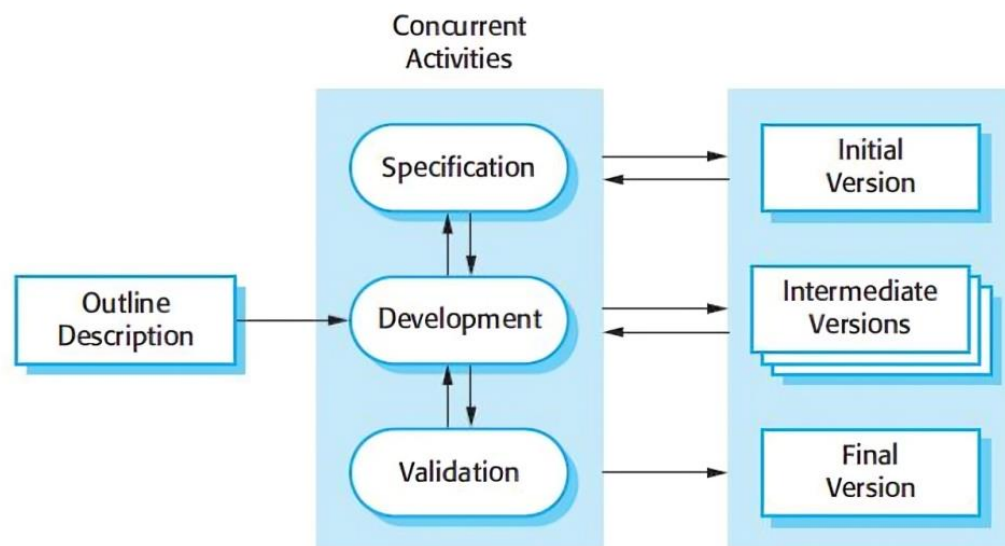 Concurrent
Activities
Specification
Initial
Version
Outline
Description
Development
Intermediate
Versions
Validation
Final
Version